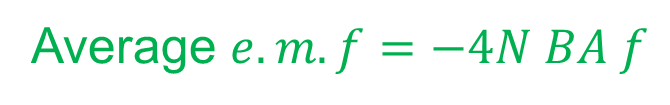 Average e.m.f = −4N BA f